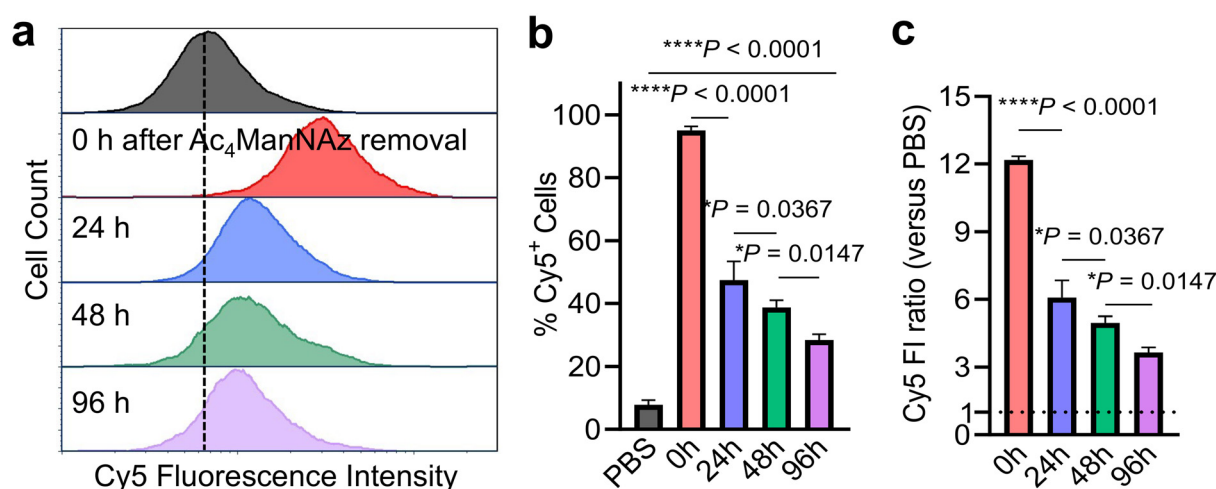 a
Cell Count
0 h after Ac₄ManNAz removal
24 h
48 h
96 h
Cy5 Fluorescence Intensity
b
% Cy5⁺ Cells
****P < 0.0001
****P < 0.0001
*P = 0.0367
*P = 0.0147
100
80
60
40
20
0
PBS 0h 24h 48h 96h
c
Cy5 FI ratio (versus PBS)
****P < 0.0001
*P = 0.0367
*P = 0.0147
15
12
9
6
3
1
0
0h 24h 48h 96h